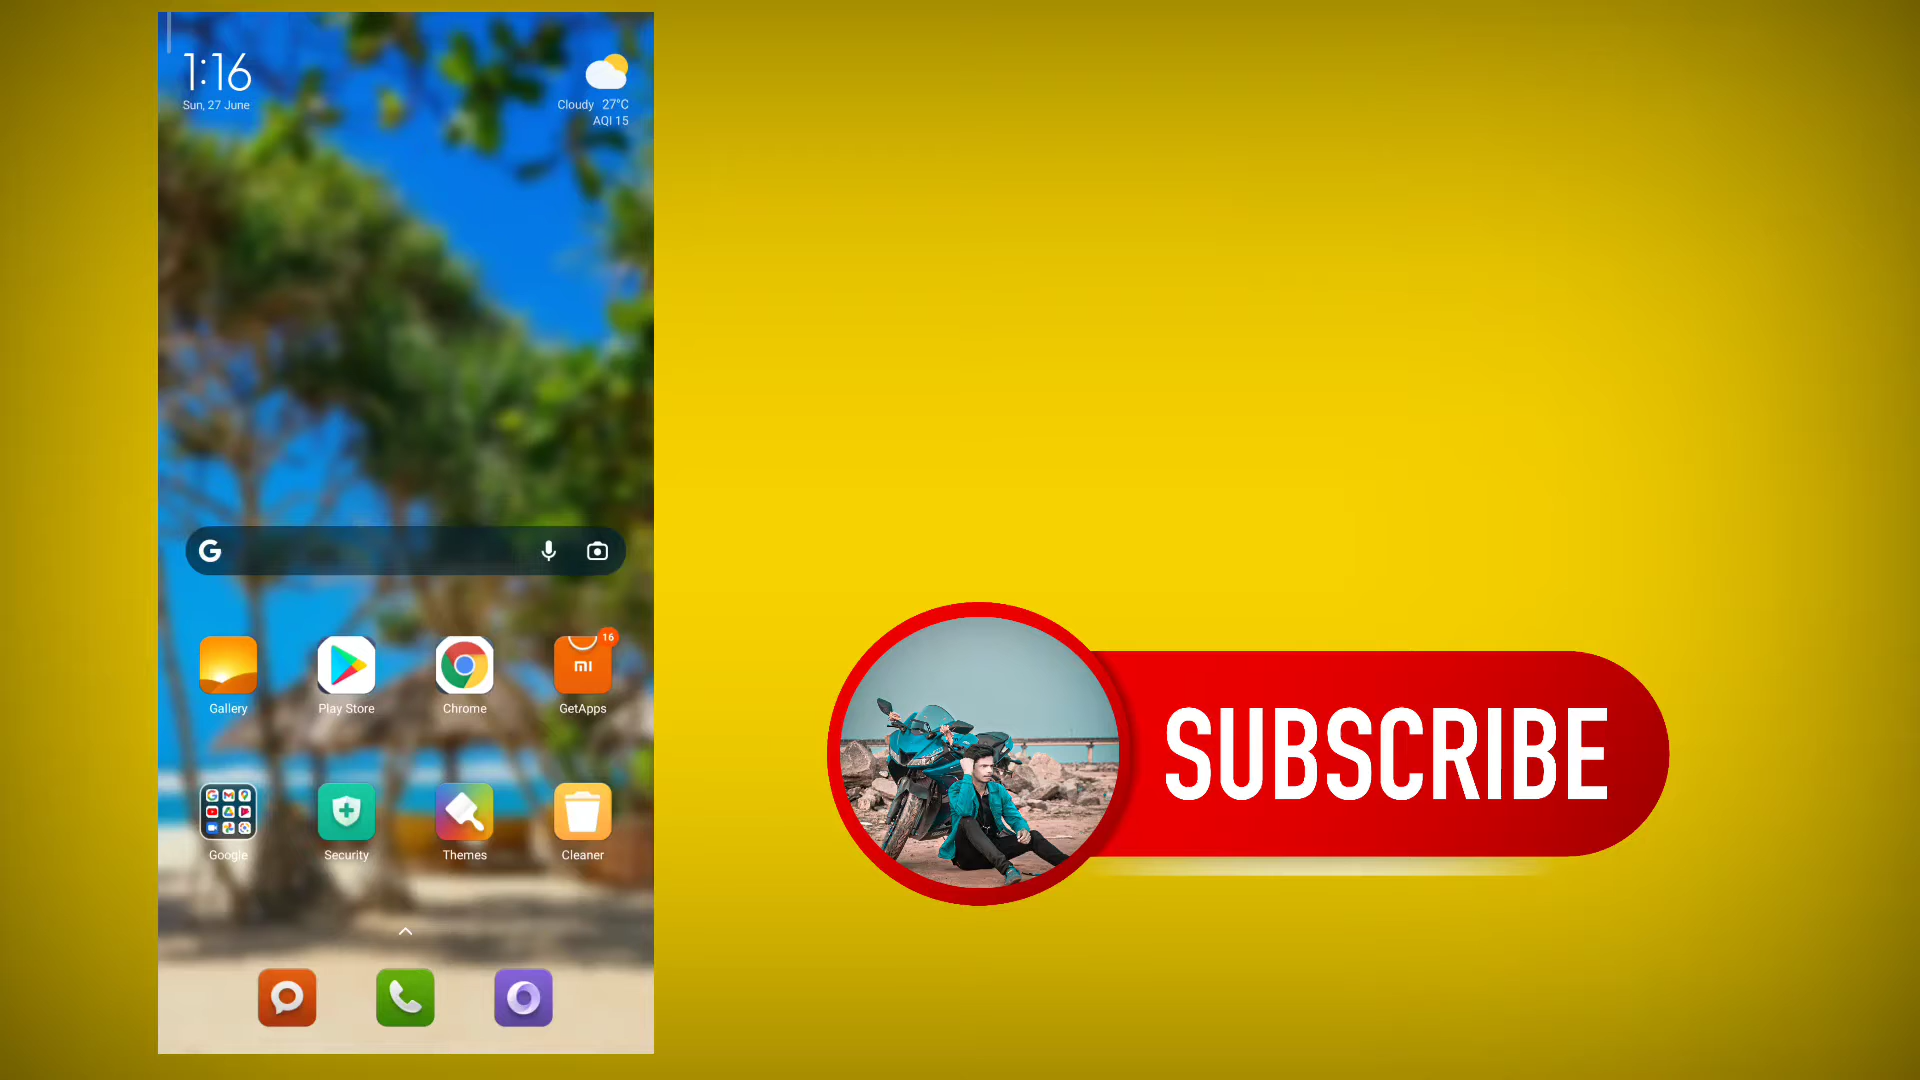 1:16
Sun, 27 June
Cloudy 27°C
AQI 15
G
16
mi
Gallery
Play Store
Chrome
GetApps
Google
Security
Themes
Cleaner
SUBSCRIBE